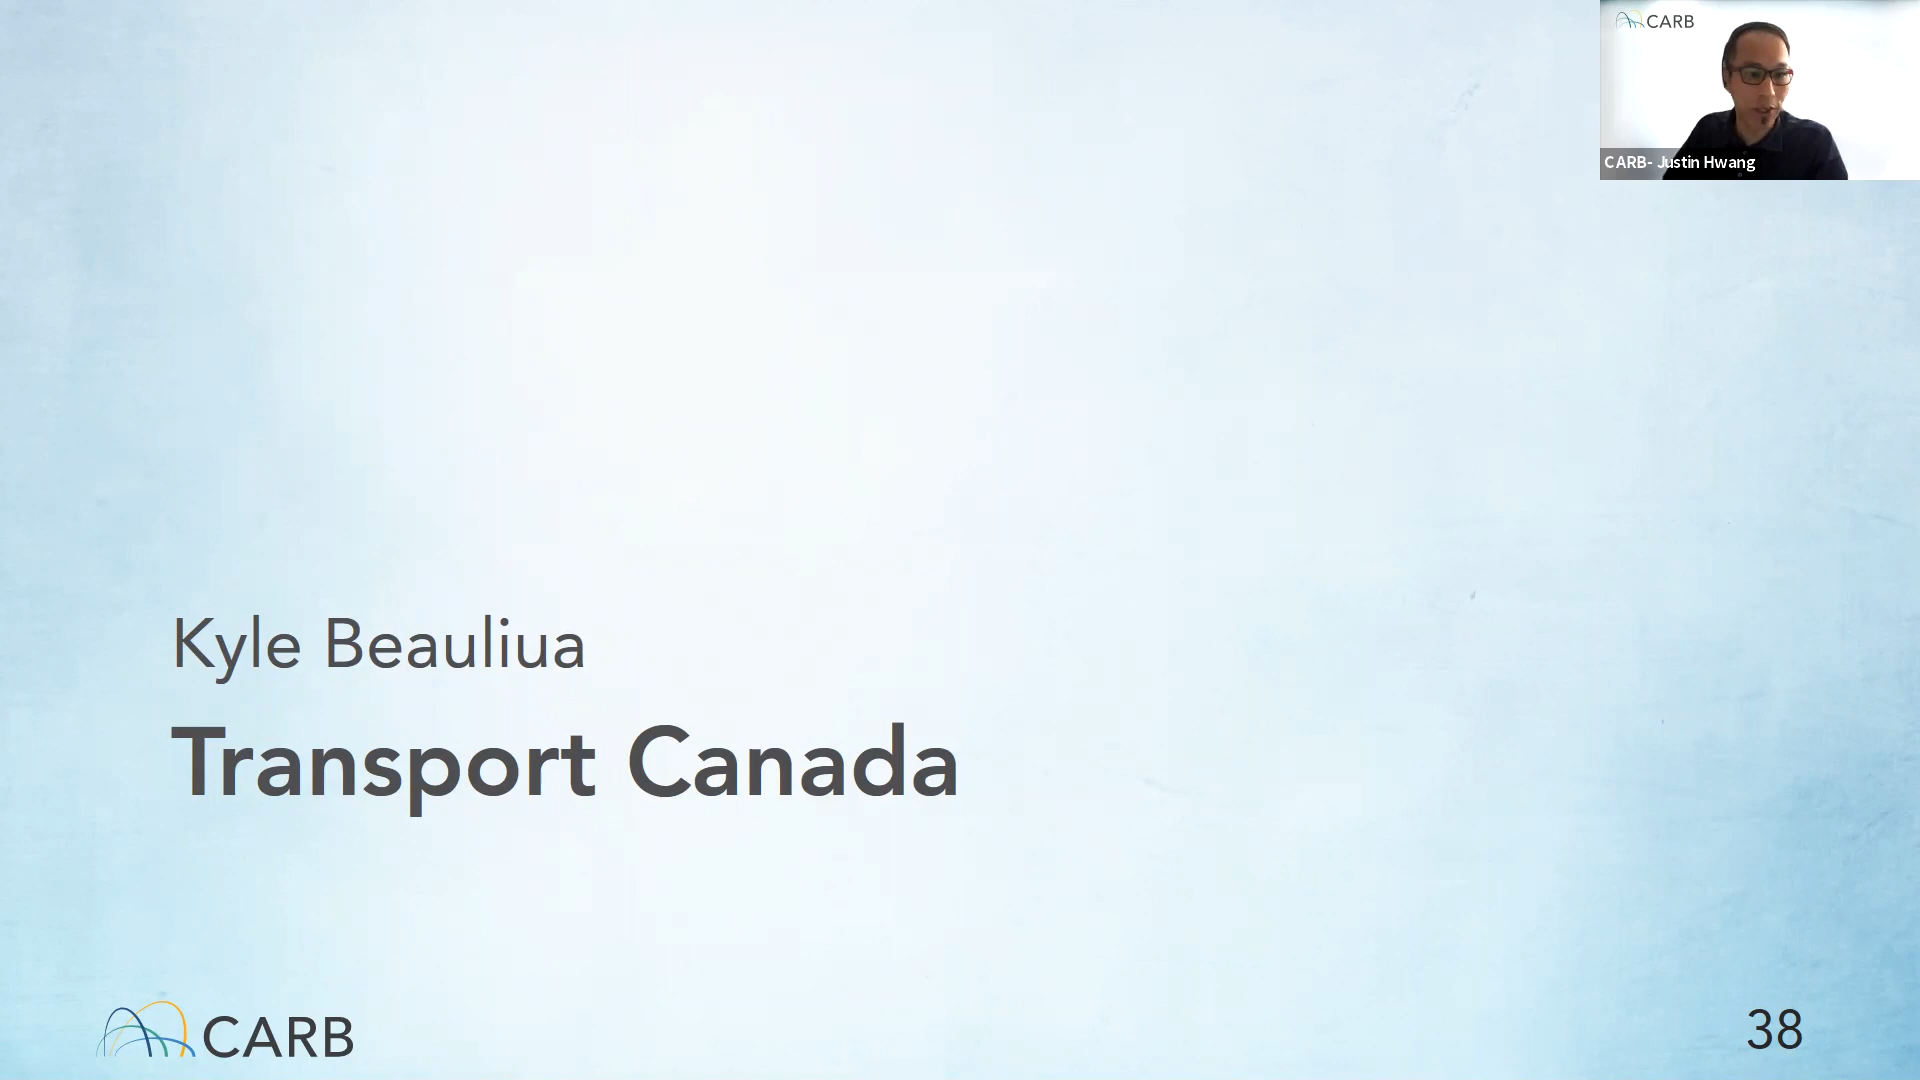 CARB
CARB- Justin Hwang
Kyle Beauliua
Transport Canada
CARB
38